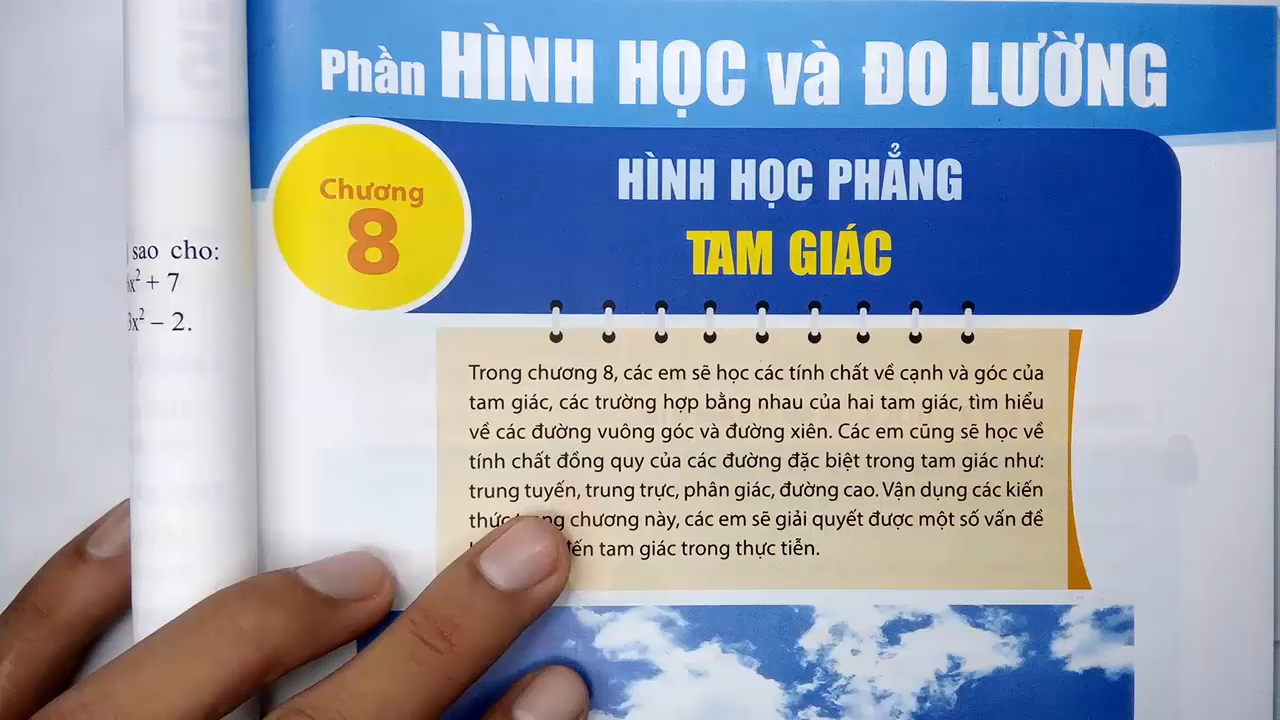 Phần HÌNH HỌC và ĐO LƯỜNG
Chương
8
HÌNH HỌC PHẲNG
TAM GIÁC
sao cho:
x² + 7
3x² – 2.
Trong chương 8, các em sẽ học các tính chất về cạnh và góc của
tam giác, các trường hợp bằng nhau của hai tam giác, tìm hiểu
về các đường vuông góc và đường xiên. Các em cũng sẽ học về
tính chất đồng quy của các đường đặc biệt trong tam giác như:
trung tuyến, trung trực, phân giác, đường cao. Vận dụng các kiến
thức trong chương này, các em sẽ giải quyết được một số vấn đề
đến tam giác trong thực tiễn.